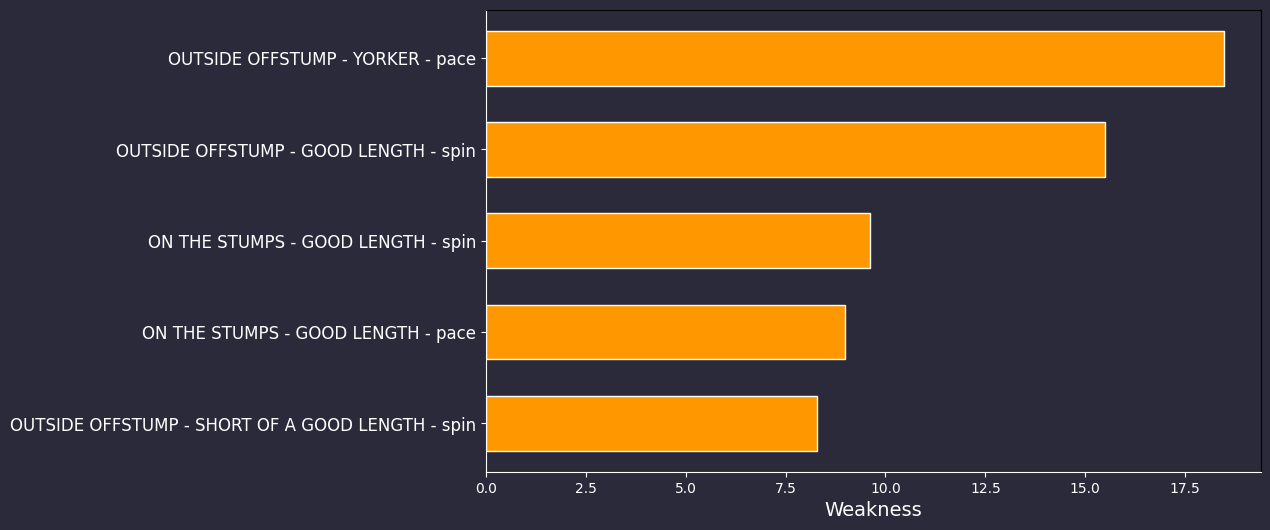 OUTSIDE OFFSTUMP - YORKER - pace
OUTSIDE OFFSTUMP - GOOD LENGTH - spin
ON THE STUMPS - GOOD LENGTH - spin
ON THE STUMPS - GOOD LENGTH - pace
OUTSIDE OFFSTUMP - SHORT OF A GOOD LENGTH - spin
0.0 2.5 5.0 7.5 10.0 12.5 15.0 17.5
Weakness